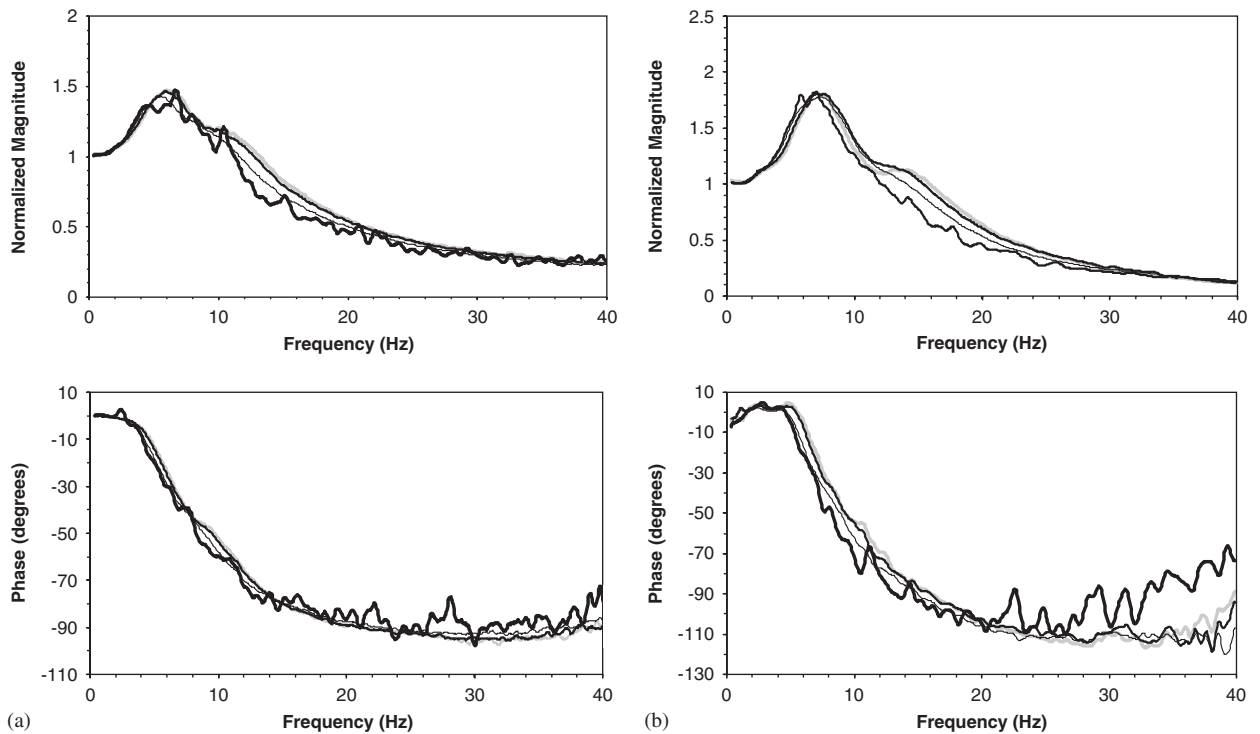 2
1.5
1
0.5
0
Normalized Magnitude
0 10 20 30 40
Frequency (Hz)
2.5
2
1.5
1
0.5
0
Normalized Magnitude
0 10 20 30 40
Frequency (Hz)
10
-10
-30
-50
-70
-90
-110
Phase (degrees)
0 10 20 30 40
(a) Frequency (Hz)
10
-10
-30
-50
-70
-90
-110
-130
Phase (degrees)
0 10 20 30 40
(b) Frequency (Hz)